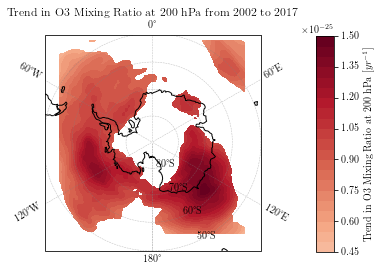 Trend in O3 Mixing Ratio at 200 hPa from 2002 to 2017
0°
×10⁻²⁵
60°W
60°E
1.50
1.35
1.20
1.05
0.90
0.75
0.60
0.45
Trend in O3 Mixing Ratio at 200 hPa [yr⁻¹]
80°S
70°S
60°S
50°S
120°W
120°E
180°